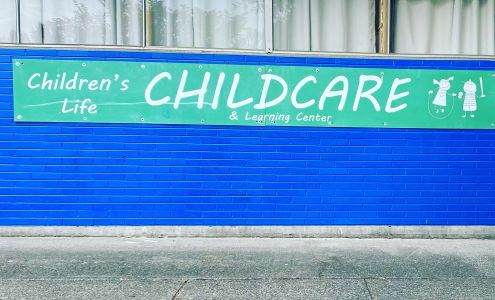 Children's
Life
CHILDCARE
& Learning Center